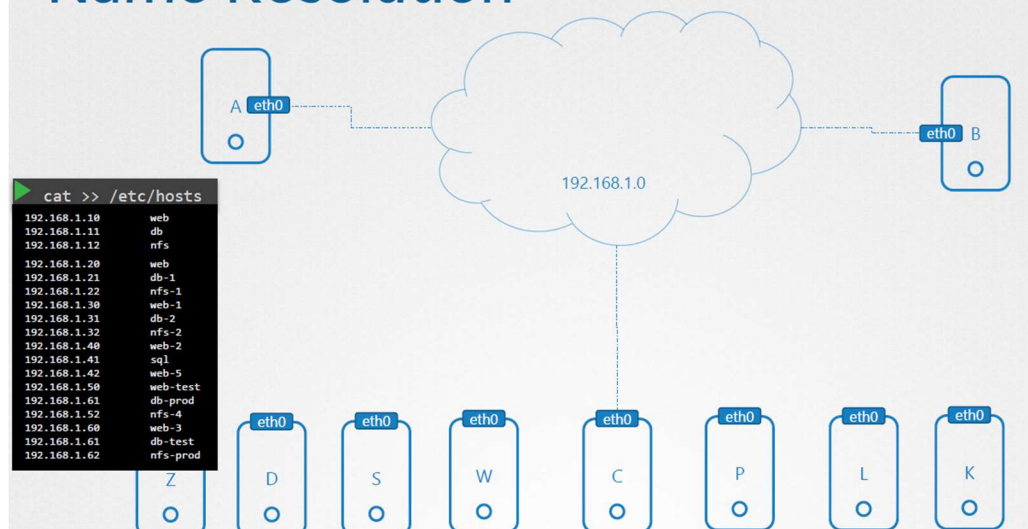 Name Resolution
A eth0
eth0 B
192.168.1.0
cat >> /etc/hosts
192.168.1.10 web
192.168.1.11 db
192.168.1.12 nfs
192.168.1.20 web
192.168.1.21 db-1
192.168.1.22 nfs-1
192.168.1.30 web-1
192.168.1.31 db-2
192.168.1.32 nfs-2
192.168.1.40 web-2
192.168.1.41 sql
192.168.1.42 web-5
192.168.1.50 web-test
192.168.1.61 db-prod
192.168.1.52 nfs-4
192.168.1.60 web-3
192.168.1.61 db-test
192.168.1.62 nfs-prod
eth0 eth0 eth0 eth0 eth0 eth0 eth0
Z D S W C P L K